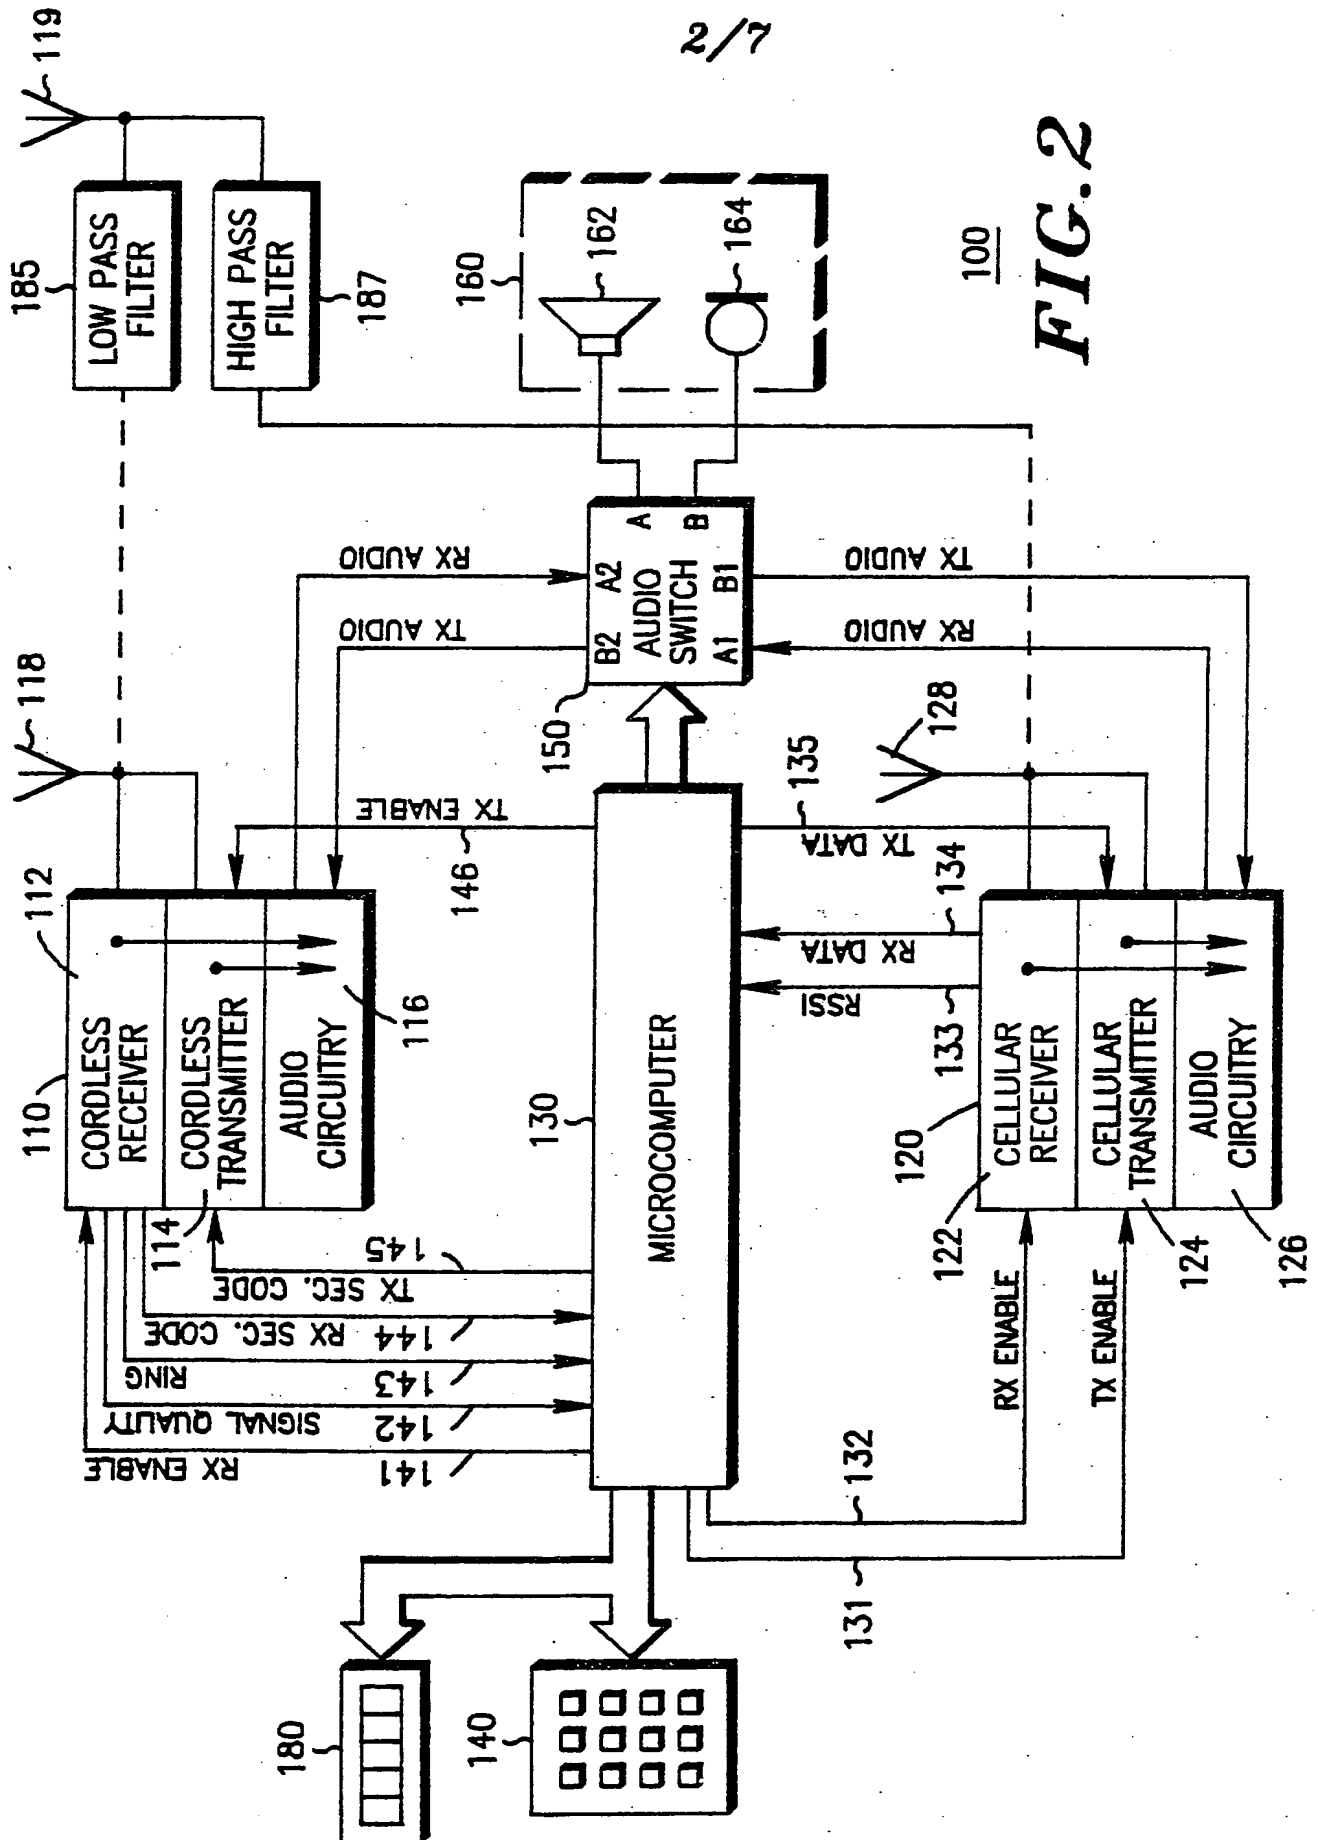 2/7
119
185
LOW PASS
FILTER
HIGH PASS
FILTER
187
118
160
162
164
112
110
CORDLESS
RECEIVER
CORDLESS
TRANSMITTER
114
AUDIO
CIRCUITRY
116
RX AUDIO
TX AUDIO
TX ENABLE
146
150
B2
A2
AUDIO
SWITCH
A
B
A1
B1
RX AUDIO
TX AUDIO
RX ENABLE
141
SIGNAL QUALITY
142
RING
143
RX SEC. CODE
144
TX SEC. CODE
145
130
MICROCOMPUTER
RSSI
133
RX DATA
134
TX DATA
135
128
180
140
131
132
RX ENABLE
TX ENABLE
120
122
CELLULAR
RECEIVER
CELLULAR
TRANSMITTER
124
AUDIO
CIRCUITRY
126
100
FIG.2